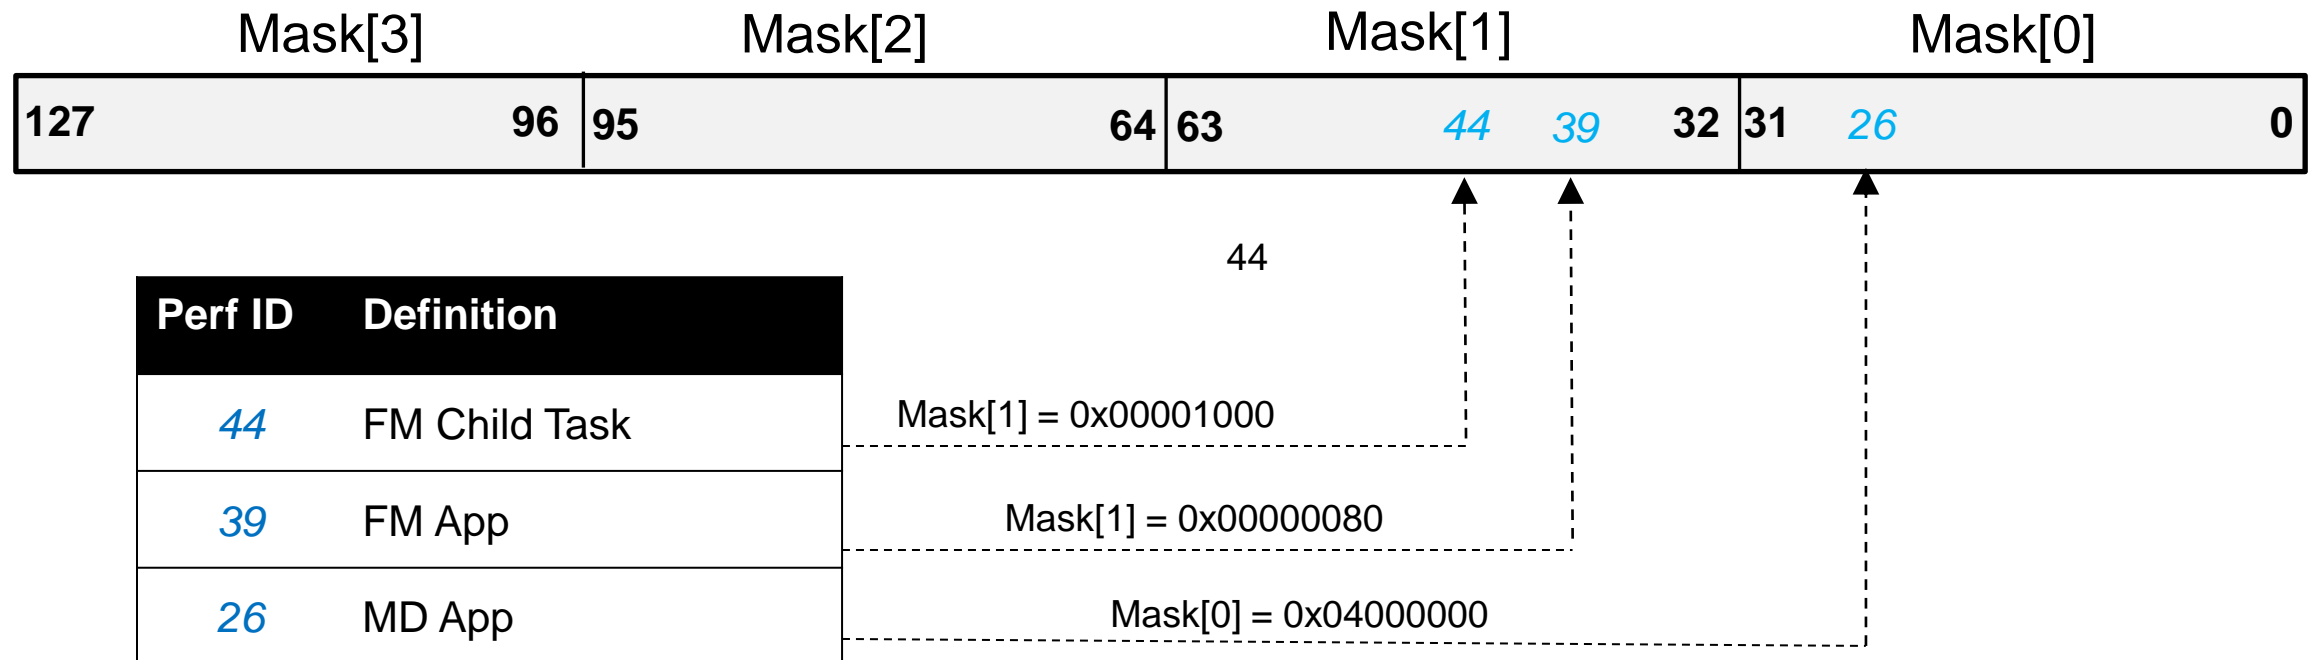 Mask[3] Mask[2] Mask[1] Mask[0]
127 96 95 64 63 44 39 32 31 26 0
44
Perf ID Definition
44 FM Child Task Mask[1] = 0x00001000
39 FM App Mask[1] = 0x00000080
26 MD App Mask[0] = 0x04000000